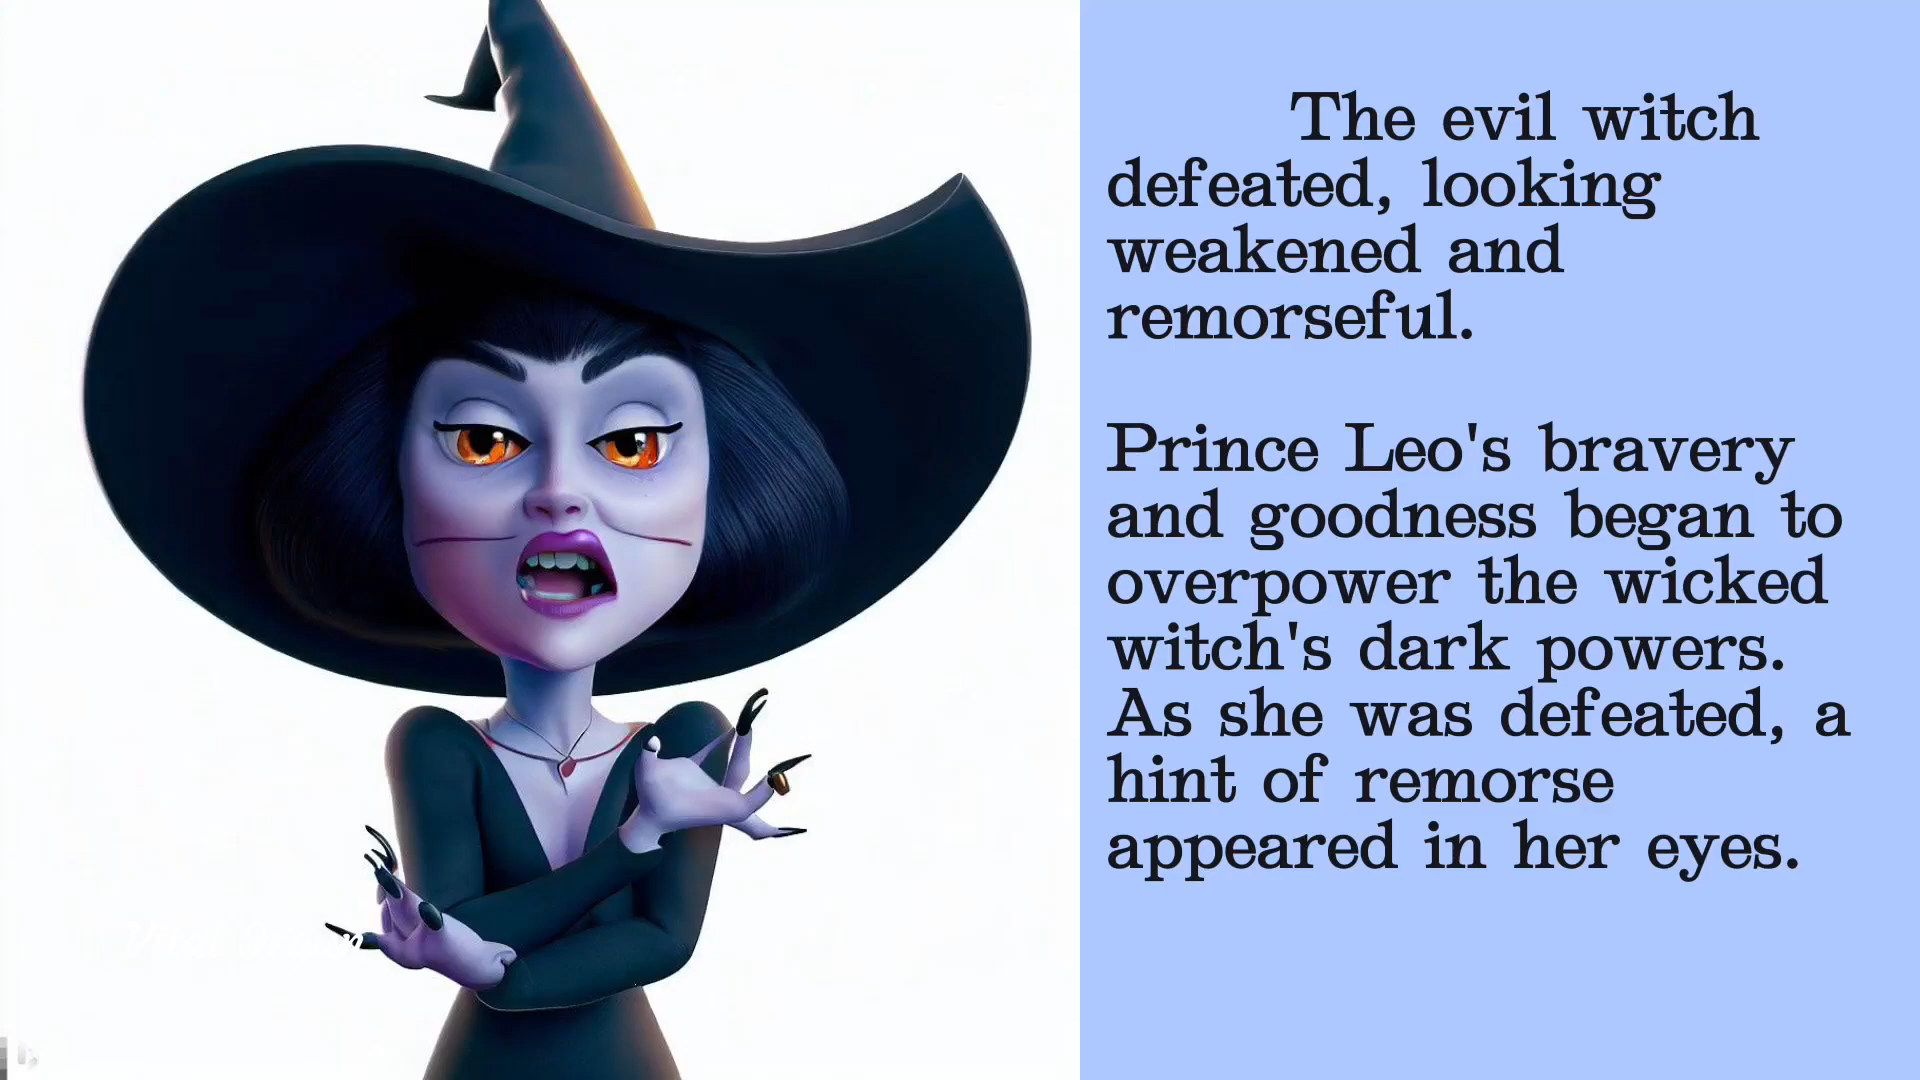 The evil witch
defeated, looking
weakened and
remorseful.
Prince Leo's bravery
and goodness began to
overpower the wicked
witch's dark powers.
As she was defeated, a
hint of remorse
appeared in her eyes.